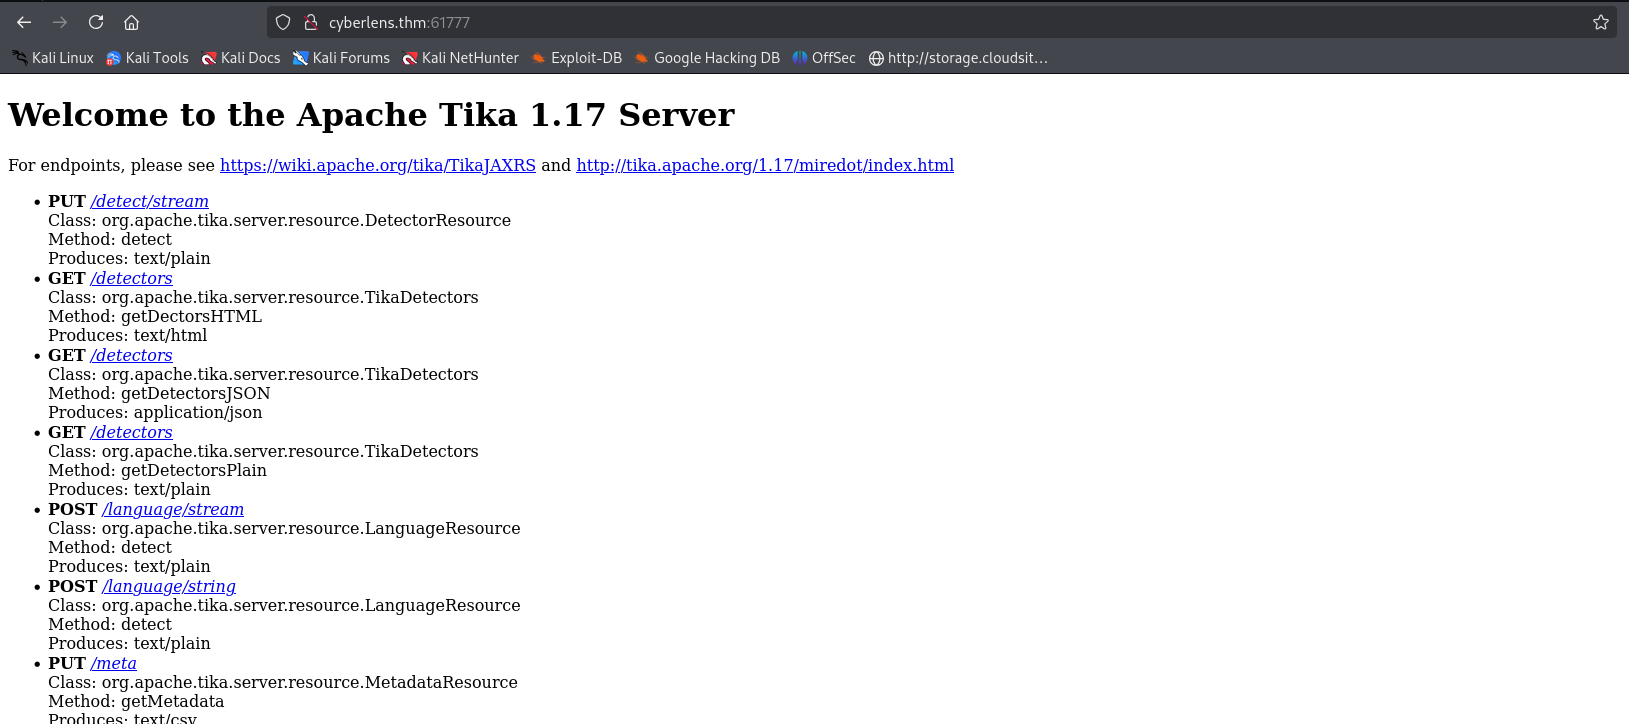 cyberlens.thm:61777
Kali Linux Kali Tools Kali Docs Kali Forums Kali NetHunter Exploit-DB Google Hacking DB OffSec http://storage.cloudsit…
Welcome to the Apache Tika 1.17 Server
For endpoints, please see https://wiki.apache.org/tika/TikaJAXRS and http://tika.apache.org/1.17/miredot/index.html
• PUT /detect/stream
Class: org.apache.tika.server.resource.DetectorResource
Method: detect
Produces: text/plain
• GET /detectors
Class: org.apache.tika.server.resource.TikaDetectors
Method: getDectorsHTML
Produces: text/html
• GET /detectors
Class: org.apache.tika.server.resource.TikaDetectors
Method: getDetectorsJSON
Produces: application/json
• GET /detectors
Class: org.apache.tika.server.resource.TikaDetectors
Method: getDetectorsPlain
Produces: text/plain
• POST /language/stream
Class: org.apache.tika.server.resource.LanguageResource
Method: detect
Produces: text/plain
• POST /language/string
Class: org.apache.tika.server.resource.LanguageResource
Method: detect
Produces: text/plain
• PUT /meta
Class: org.apache.tika.server.resource.MetadataResource
Method: getMetadata
Produces: text/csv